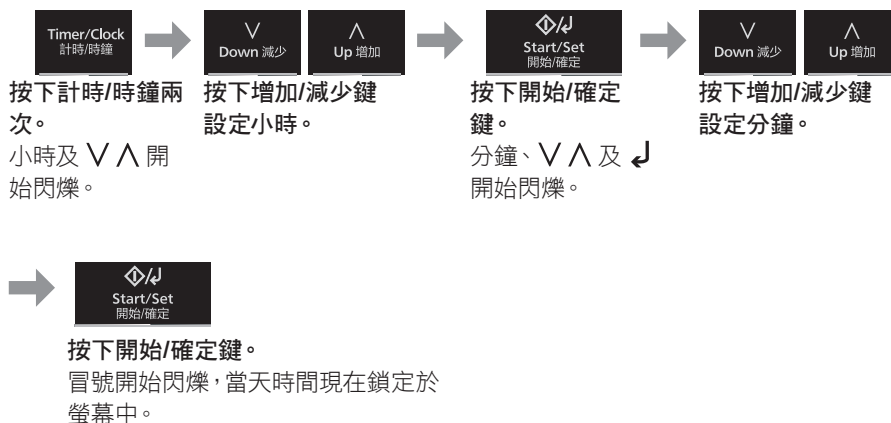 Timer/Clock
計時/時鐘
Down 減少
Up 增加
Start/Set
開始/確定
Down 減少
Up 增加
按下計時/時鐘兩
次。
小時及 ∨ ∧ 開
始閃爍。
按下增加/減少鍵
設定小時。
按下開始/確定
鍵。
分鐘、∨ ∧ 及 ↲
開始閃爍。
按下增加/減少鍵
設定分鐘。
Start/Set
開始/確定
按下開始/確定鍵。
冒號開始閃爍,當天時間現在鎖定於
螢幕中。